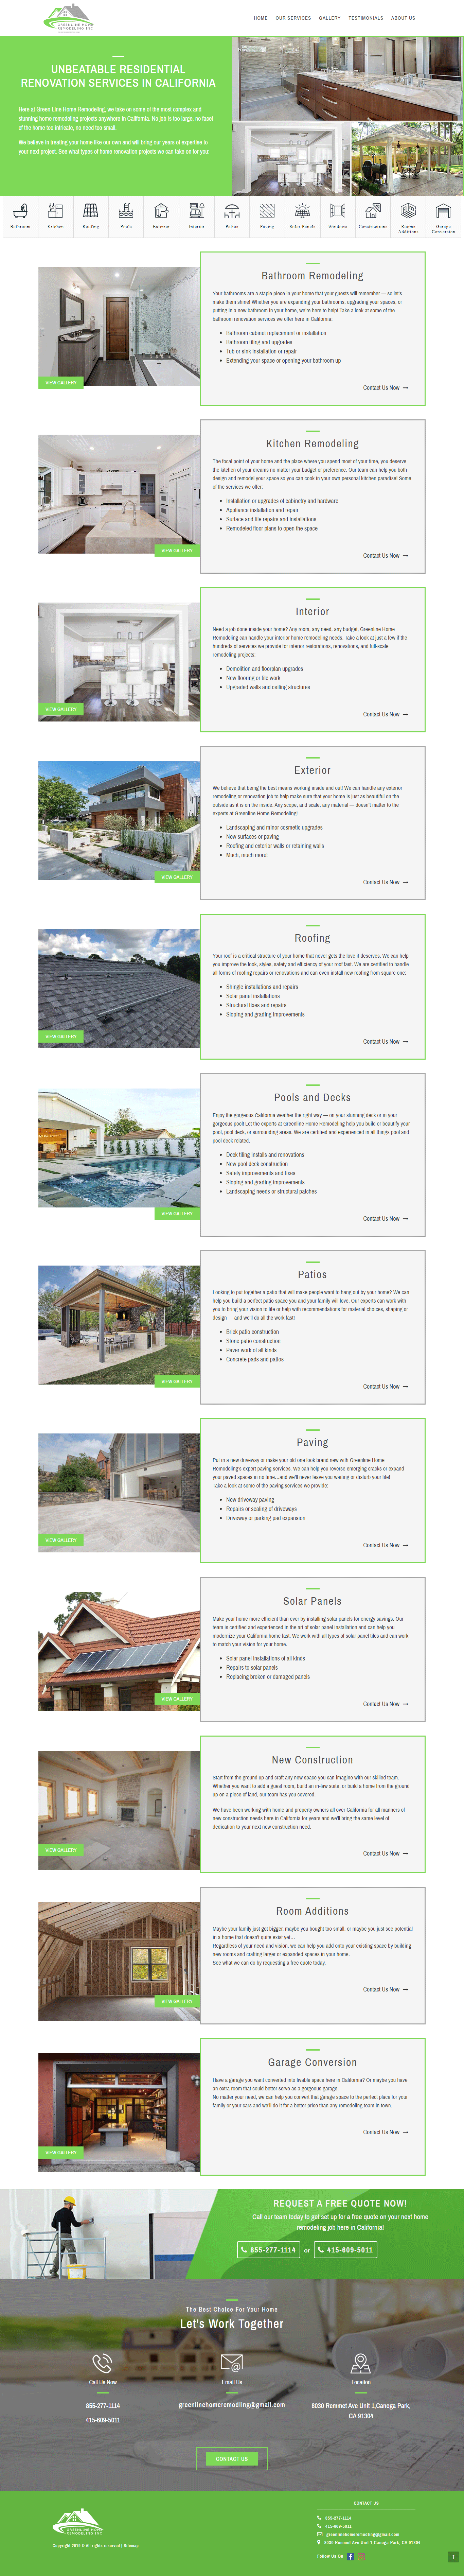 GREENLINE HOME
REMODELING INC
HOME OUR SERVICES GALLERY TESTIMONIALS ABOUT US
UNBEATABLE RESIDENTIAL
RENOVATION SERVICES IN CALIFORNIA
Here at Green Line Home Remodeling, we take on some of the most complex and
stunning home remodeling projects anywhere in California. No job is too large, no facet
of the home too intricate, no need too small.
We believe in treating your home like our own and will bring our years of expertise to
your next project. See what types of home renovation projects we can take on for you:
Bathroom
Kitchen
Roofing
Pools
Exterior
Interior
Patios
Paving
Solar Panels
Windows
Constructions
Rooms
Additions
Garage
Conversion
VIEW GALLERY
Bathroom Remodeling
Your bathrooms are a staple piece in your home that your guests will remember — so let's
make them shine! Whether you are expanding your bathrooms, upgrading your spaces, or
putting in a new bathroom in your home, we're here to help! Take a look at some of the
bathroom renovation services we offer here in California:
Bathroom cabinet replacement or installation
Bathroom tiling and upgrades
Tub or sink installation or repair
Extending your space or opening your bathroom up
Contact Us Now
VIEW GALLERY
Kitchen Remodeling
The focal point of your home and the place where you spend most of your time, you deserve
the kitchen of your dreams no matter your budget or preference. Our team can help you both
design and remodel your space so you can cook in your own personal kitchen paradise! Some
of the services we offer:
Installation or upgrades of cabinetry and hardware
Appliance installation and repair
Surface and tile repairs and installations
Remodeled floor plans to open the space
Contact Us Now
VIEW GALLERY
Interior
Need a job done inside your home? Any room, any need, any budget, Greenline Home
Remodeling can handle your interior home remodeling needs. Take a look at just a few if the
hundreds of services we provide for interior restorations, renovations, and full-scale
remodeling projects:
Demolition and floorplan upgrades
New flooring or tile work
Upgraded walls and ceiling structures
Contact Us Now
VIEW GALLERY
Exterior
We believe that being the best means working inside and out! We can handle any exterior
remodeling or renovation job to help make sure that your home is just as beautiful on the
outside as it is on the inside. Any scope, and scale, any material — doesn't matter to the
experts at Greenline Home Remodeling!
Landscaping and minor cosmetic upgrades
New surfaces or paving
Roofing and exterior walls or retaining walls
Much, much more!
Contact Us Now
VIEW GALLERY
Roofing
Your roof is a critical structure of your home that never gets the love it deserves. We can help
you improve the look, styles, safety and efficiency of your roof fast. We are certified to handle
all forms of roofing repairs or renovations and can even install new roofing from square one:
Shingle installations and repairs
Solar panel installations
Structural fixes and repairs
Sloping and grading improvements
Contact Us Now
VIEW GALLERY
Pools and Decks
Enjoy the gorgeous California weather the right way — on your stunning deck or in your
gorgeous pool! Let the experts at Greenline Home Remodeling help you build or beautify your
pool, pool deck, or surrounding areas. We are certified and experienced in all things pool and
pool deck related.
Deck tiling installs and renovations
New pool deck construction
Safety improvements and fixes
Sloping and grading improvements
Landscaping needs or structural patches
Contact Us Now
VIEW GALLERY
Patios
Looking to put together a patio that will make people want to hang out by your home? We can
help you build a perfect patio space you and your family will love. Our experts can work with
you to bring your vision to life or help with recommendations for material choices, shaping or
design — and we'll do all the work fast!
Brick patio construction
Stone patio construction
Paver work of all kinds
Concrete pads and patios
Contact Us Now
VIEW GALLERY
Paving
Put in a new driveway or make your old one look brand new with Greenline Home
Remodeling's expert paving services. We can help you reverse emerging cracks or expand
your paved spaces in no time...and we'll never leave you waiting or disturb your life!
Take a look at some of the paving services we provide:
New driveway paving
Repairs or sealing of driveways
Driveway or parking pad expansion
Contact Us Now
VIEW GALLERY
Solar Panels
Make your home more efficient than ever by installing solar panels for energy savings. Our
team is certified and experienced in the art of solar panel installation and can help you
modernize your California home fast. We work with all types of solar panel tiles and can work
to match your vision for your home.
Solar panel installations of all kinds
Repairs to solar panels
Replacing broken or damaged panels
Contact Us Now
VIEW GALLERY
New Construction
Start from the ground up and craft any new space you can imagine with our skilled team.
Whether you want to add a guest room, build an in-law suite, or build a home from the ground
up on a piece of land, our team has you covered.
We have been working with home and property owners all over California for all manners of
new construction needs here in California for years and we'll bring the same level of
dedication to your next new construction need.
Contact Us Now
VIEW GALLERY
Room Additions
Maybe your family just got bigger, maybe you bought too small, or maybe you just see potential
in a home that doesn't quite exist yet...
Regardless of your need and vision, we can help you add onto your existing space by building
new rooms and crafting larger or expanded spaces in your home.
See what we can do by requesting a free quote today.
Contact Us Now
VIEW GALLERY
Garage Conversion
Have a garage you want converted into livable space here in California? Or maybe you have
an extra room that could better serve as a gorgeous garage.
No matter your need, we can help you convert that garage space to the perfect place for your
family or your cars and we'll do it for a better price than any remodeling team in town.
Contact Us Now
REQUEST A FREE QUOTE NOW!
Call our team today to get set up for a free quote on your next home
remodeling job here in California!
855-277-1114 or 415-609-5011
The Best Choice For Your Home
Let's Work Together
Call Us Now
855-277-1114
415-609-5011
Email Us
greenlinehomeremodling@gmail.com
Location
8030 Remmet Ave Unit 1,Canoga Park,
CA 91304
CONTACT US
GREENLINE HOME
REMODELING INC
Copyright 2018 © All rights reserved | Sitemap
CONTACT US
855-277-1114
415-609-5011
greenlinehomeremodling@gmail.com
8030 Remmet Ave Unit 1,Canoga Park, CA 91304
Follow Us On